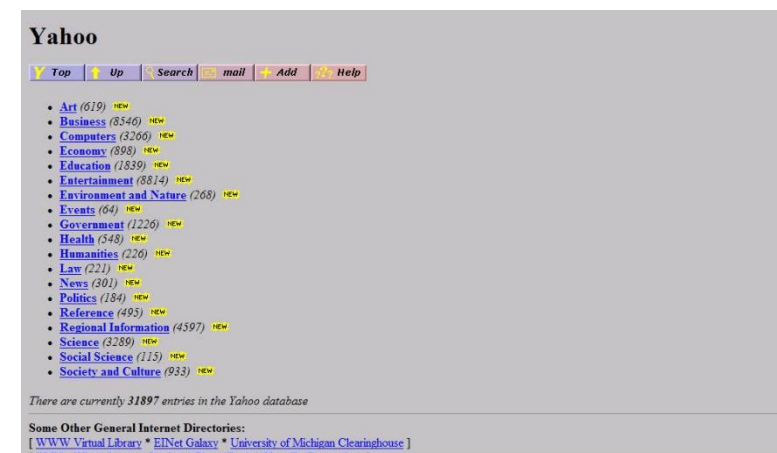 Yahoo
Top Up Search mail Add Help
Art (619) NEW
Business (8546) NEW
Computers (3266) NEW
Economy (898) NEW
Education (1839) NEW
Entertainment (8814) NEW
Environment and Nature (268) NEW
Events (64) NEW
Government (1226) NEW
Health (548) NEW
Humanities (226) NEW
Law (221) NEW
News (301) NEW
Politics (184) NEW
Reference (495) NEW
Regional Information (4597) NEW
Science (3289) NEW
Social Science (115) NEW
Society and Culture (933) NEW
There are currently 31897 entries in the Yahoo database
Some Other General Internet Directories:
[ WWW Virtual Library * EINet Galaxy * University of Michigan Clearinghouse ]